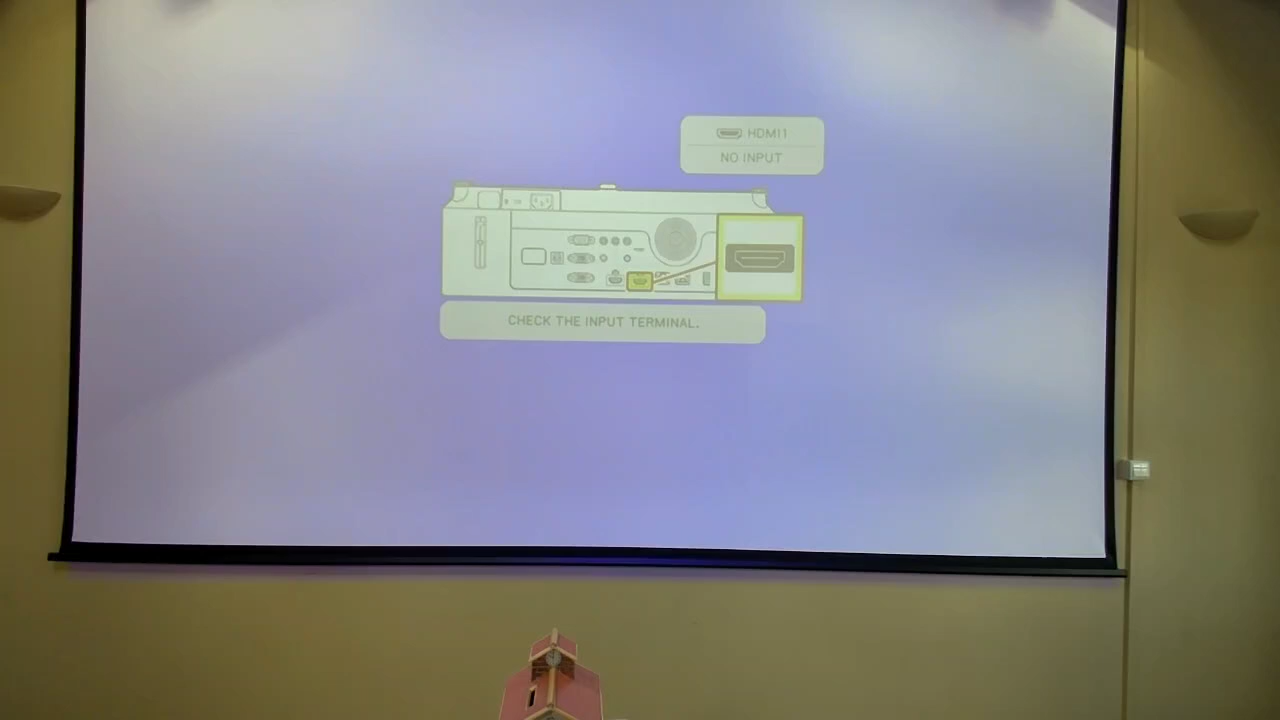 HDMI1
NO INPUT
CHECK THE INPUT TERMINAL.